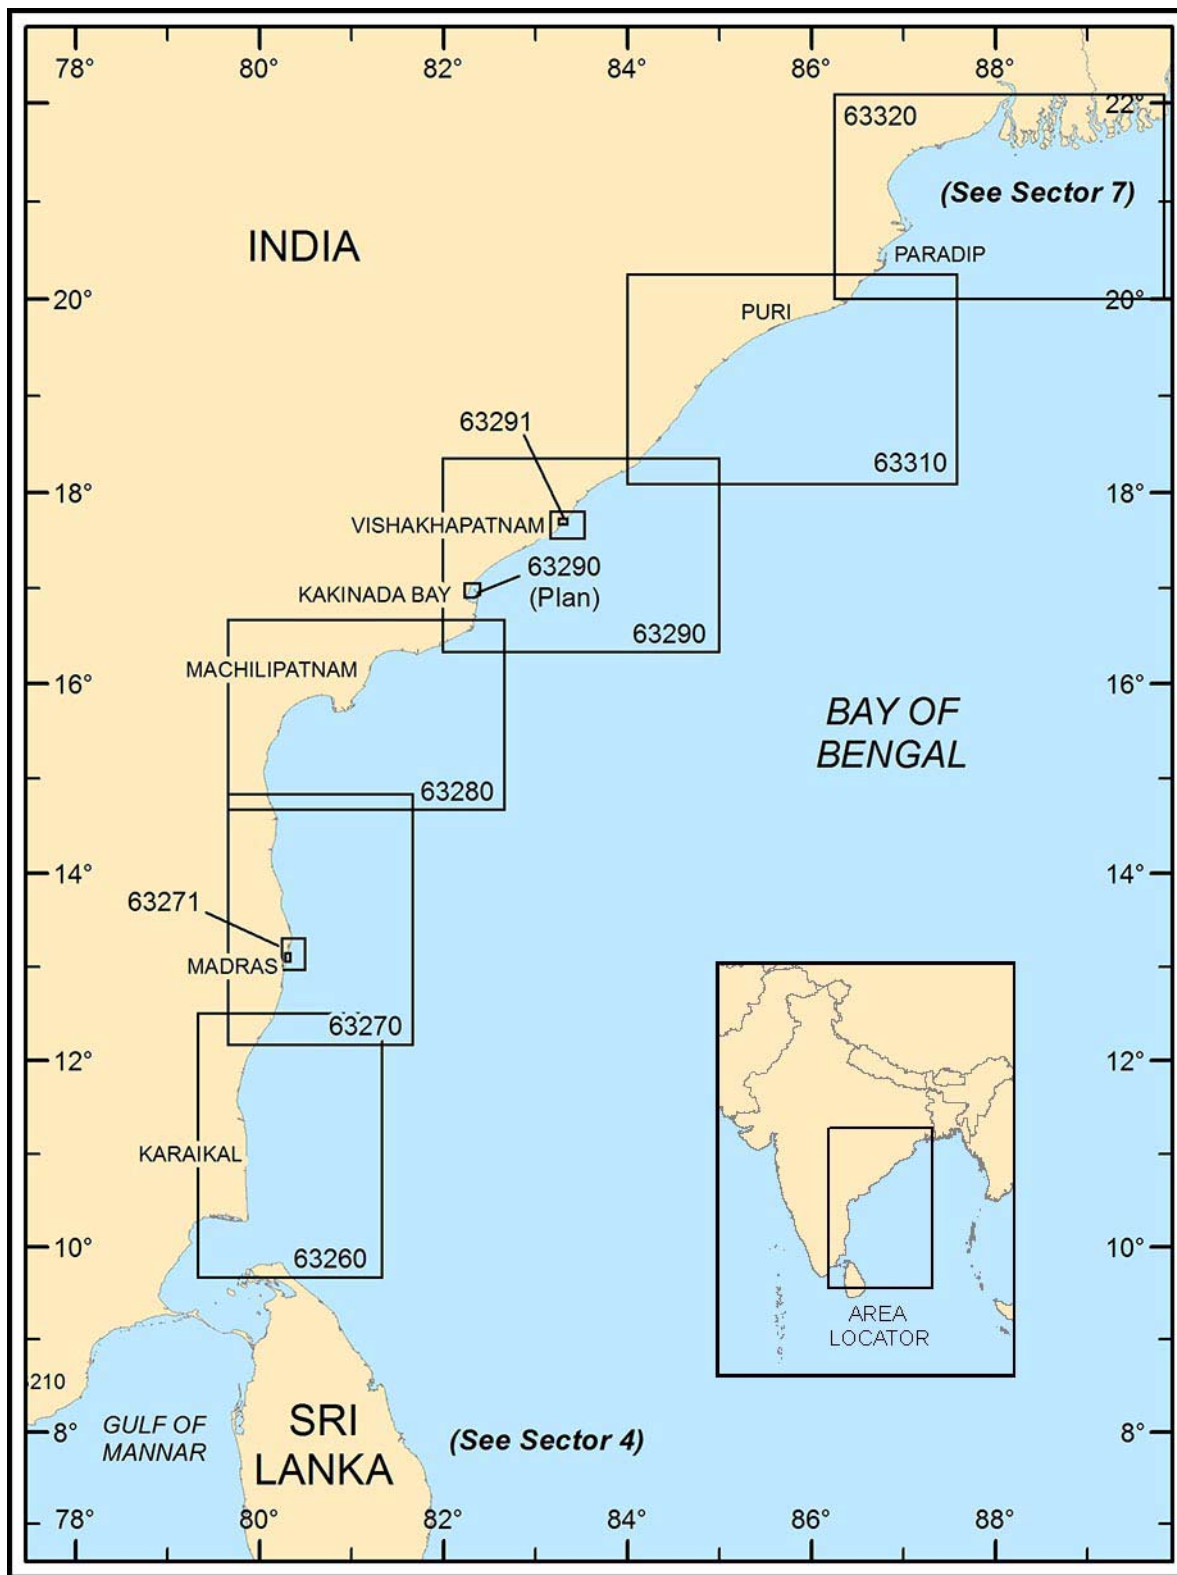 78° 80° 82° 84° 86° 88°
63320
22°
(See Sector 7)
INDIA
PARADIP
20° 20°
PURI
63291
63310
18° 18°
VISHAKHAPATNAM
63290
(Plan)
KAKINADA BAY
63290
MACHILIPATNAM
16° 16°
BAY OF
BENGAL
63280
14° 14°
63271
MADRAS
63270
12° 12°
KARAIKAL
10° 10°
63260
AREA
LOCATOR
210
GULF OF
MANNAR
8° 8°
SRI
LANKA
(See Sector 4)
78° 80° 82° 84° 86° 88°